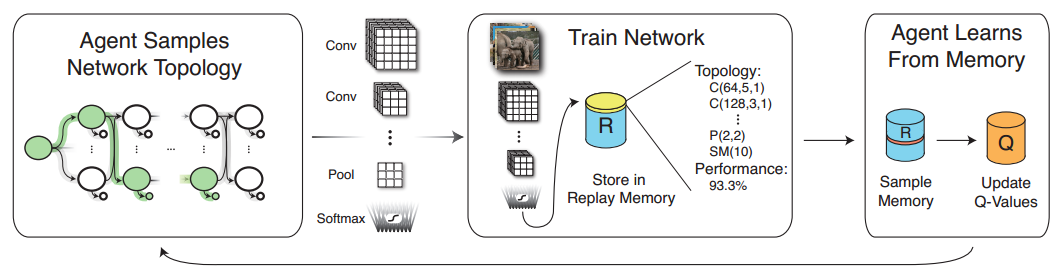 Agent Samples
Network Topology
...
Conv
Conv
Pool
Softmax
Train Network
R
Store in
Replay Memory
Topology:
C(64,5,1)
C(128,3,1)
P(2,2)
SM(10)
Performance:
93.3%
Agent Learns
From Memory
R
Sample
Memory
Q
Update
Q-Values